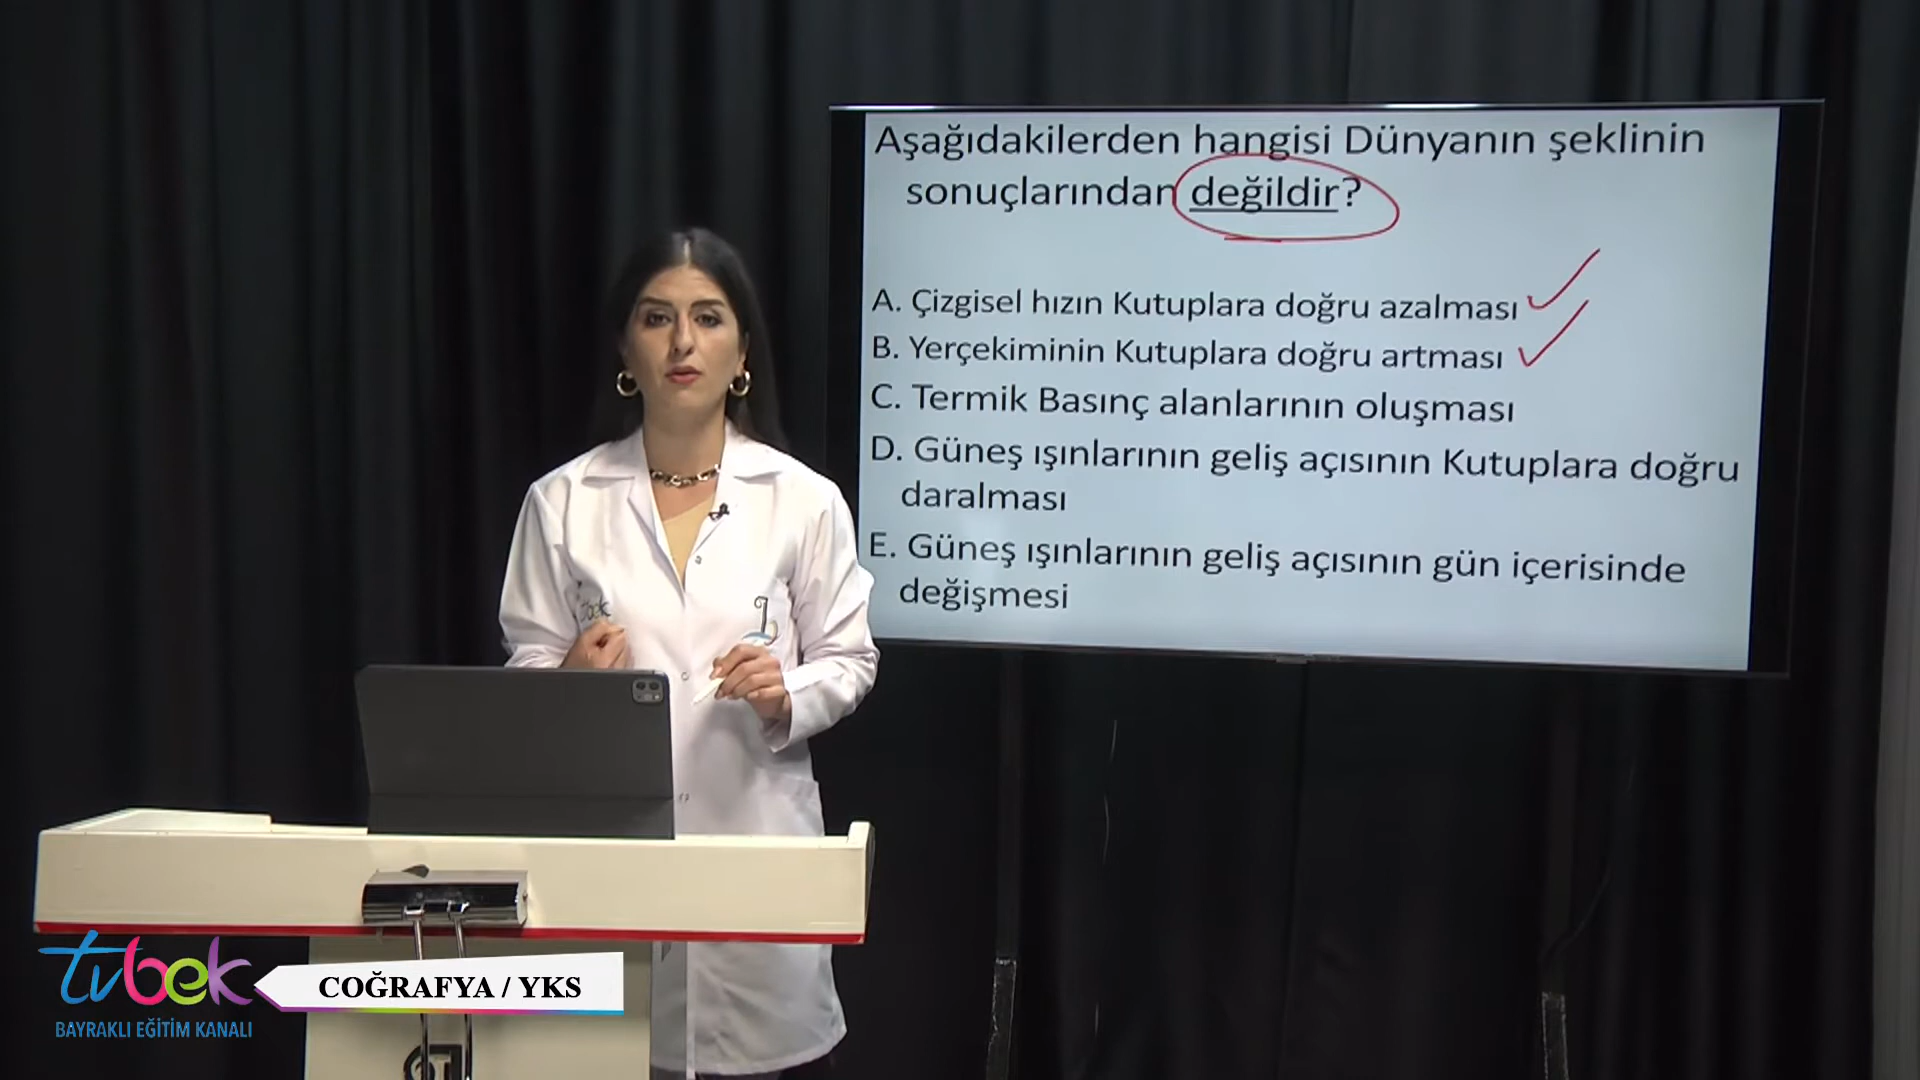 Aşağıdakilerden hangisi Dünyanın şeklinin
sonuçlarından değildir?
A. Çizgisel hızın Kutuplara doğru azalması
B. Yerçekiminin Kutuplara doğru artması
C. Termik Basınç alanlarının oluşması
D. Güneş ışınlarının geliş açısının Kutuplara doğru
daralması
E. Güneş ışınlarının geliş açısının gün içerisinde
değişmesi
tvbek
BAYRAKLI EĞİTİM KANALI
COĞRAFYA / YKS